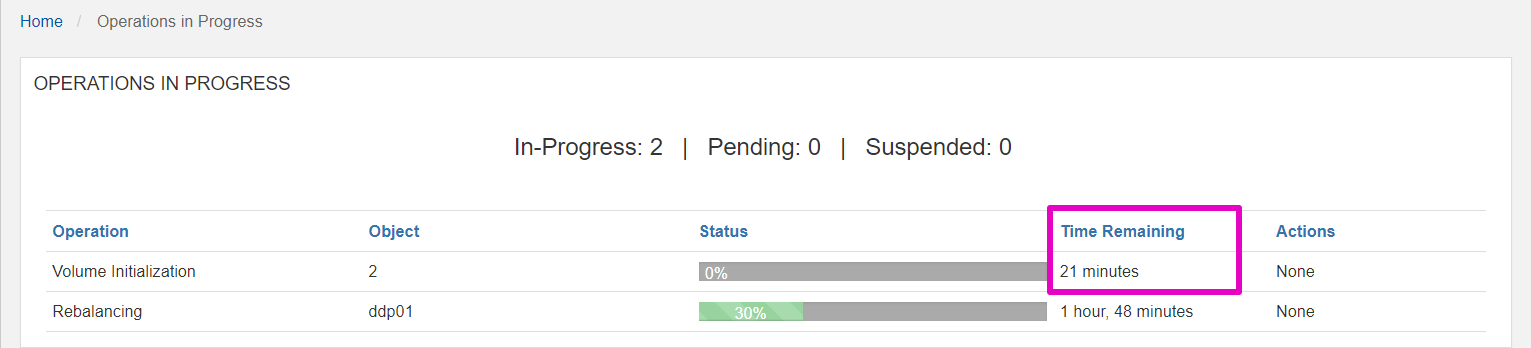 Home / Operations in Progress
OPERATIONS IN PROGRESS
In-Progress: 2 | Pending: 0 | Suspended: 0
Operation Object Status Time Remaining Actions
Volume Initialization 2 0% 21 minutes None
Rebalancing ddp01 30% 1 hour, 48 minutes None